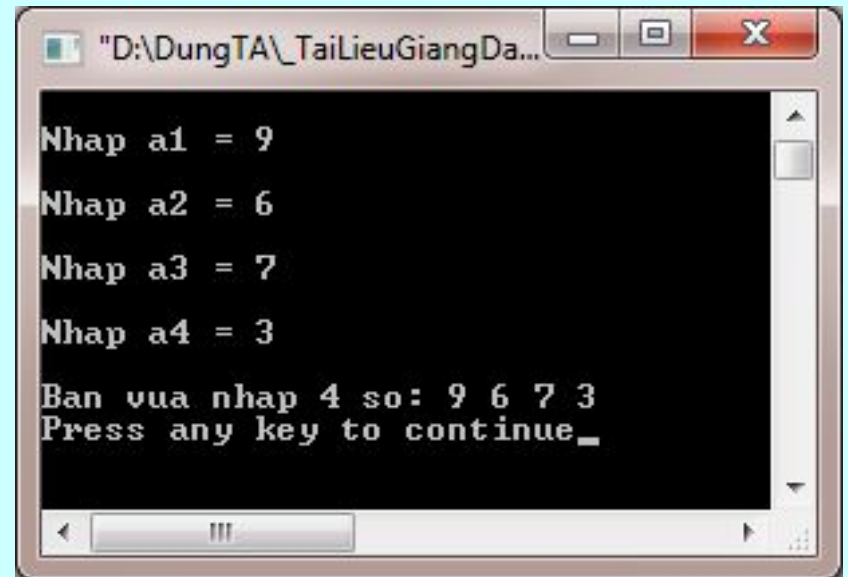 "D:\DungTA\_TaiLieuGiangDa...
Nhap a1 = 9
Nhap a2 = 6
Nhap a3 = 7
Nhap a4 = 3
Ban vua nhap 4 so: 9 6 7 3
Press any key to continue_